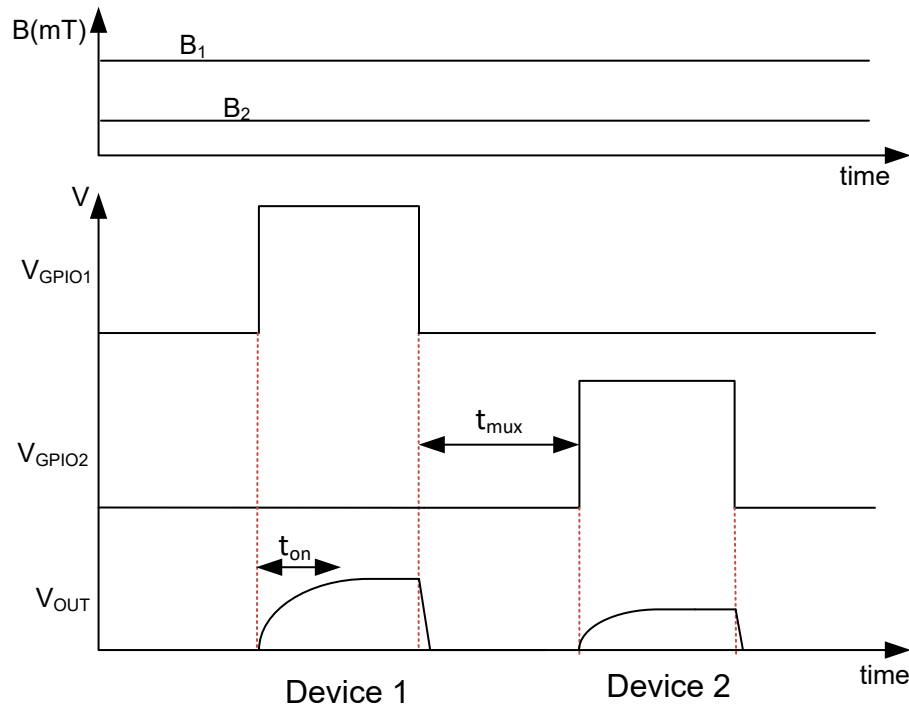 B(mT)
B1
B2
time
V
VGPIO1
tmux
VGPIO2
ton
VOUT
time
Device 1
Device 2